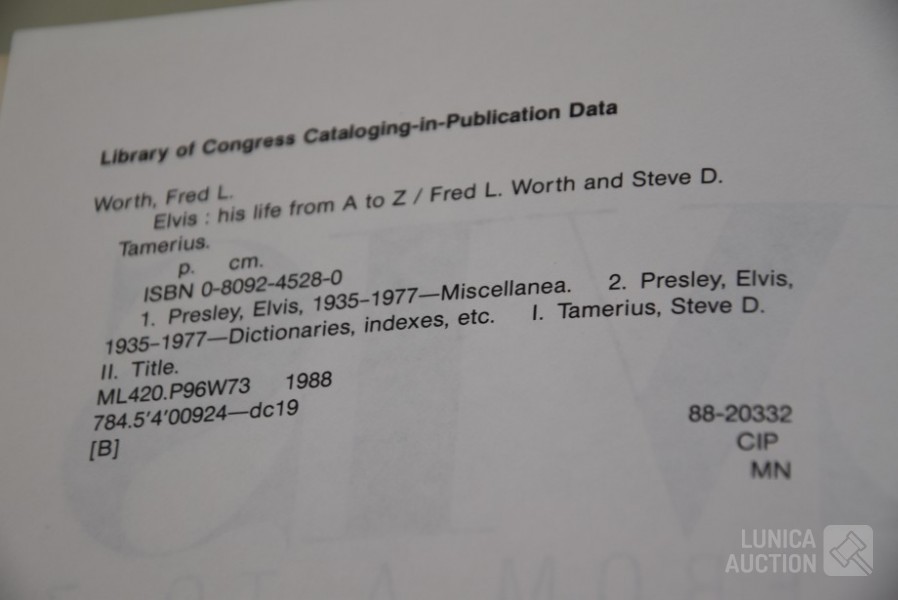 Library of Congress Cataloging-in-Publication Data
Worth, Fred L.
Elvis : his life from A to Z / Fred L. Worth and Steve D.
Tamerius.
p. cm.
ISBN 0-8092-4528-0
1. Presley, Elvis, 1935–1977—Miscellanea. 2. Presley, Elvis,
1935–1977—Dictionaries, indexes, etc. I. Tamerius, Steve D.
II. Title.
ML420.P96W73 1988
784.5'4'00924—dc19
[B]
88-20332
CIP
MN
LUNICA
AUCTION